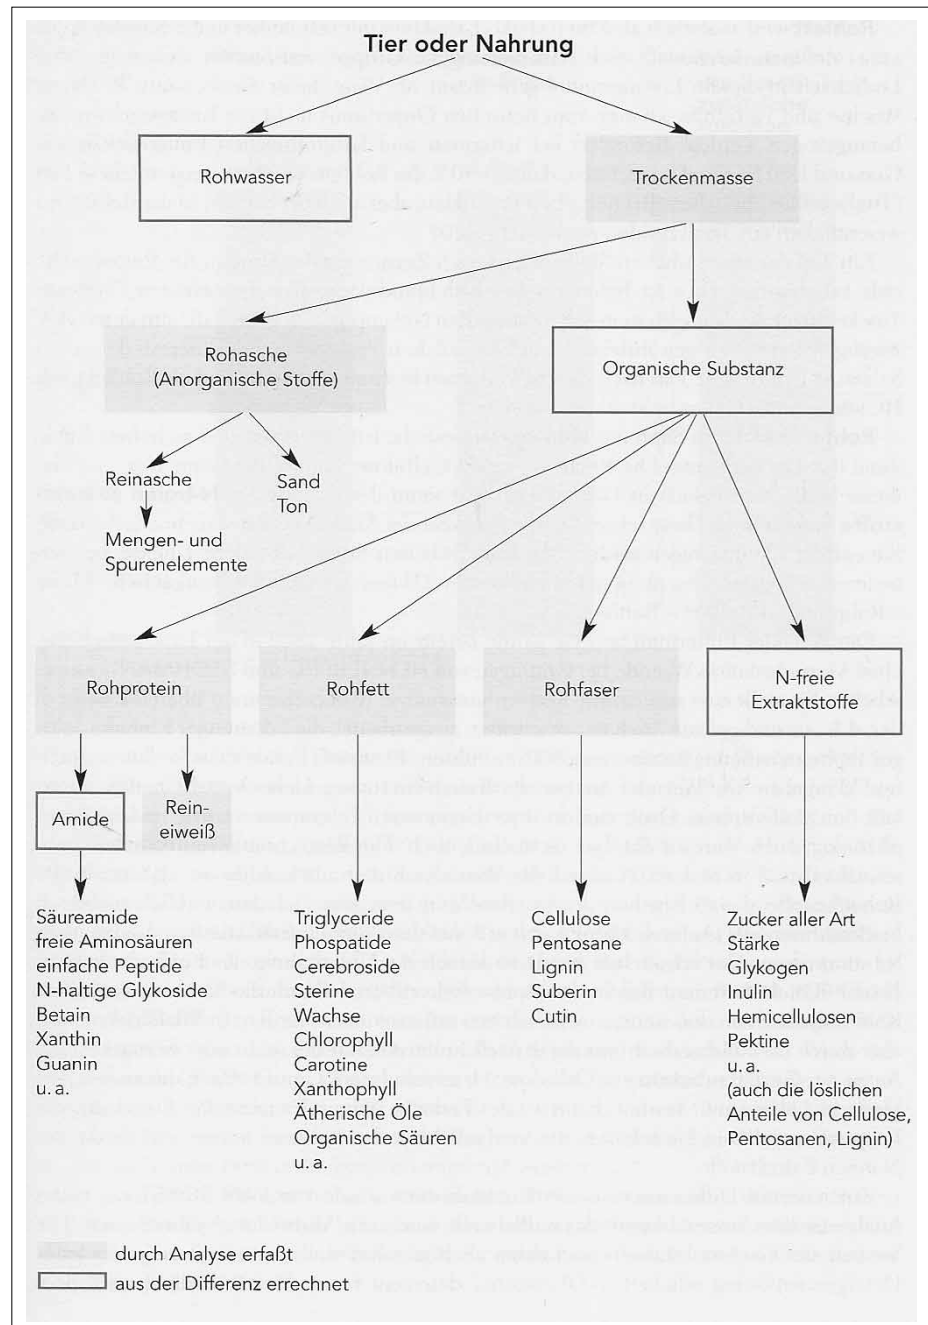 Tier oder Nahrung
Rohwasser
Trockenmasse
Rohasche
(Anorganische Stoffe)
Organische Substanz
Reinasche
Sand
Ton
Mengen- und
Spurenelemente
Rohprotein
Rohfett
Rohfaser
N-freie
Extraktstoffe
Amide
Rein-
eiweiß
Säureamide
freie Aminosäuren
einfache Peptide
N-haltige Glykoside
Betain
Xanthin
Guanin
u. a.
Triglyceride
Phospatide
Cerebroside
Sterine
Wachse
Chlorophyll
Carotine
Xantrophyll
Ätherische Öle
Organische Säuren
u. a.
Cellulose
Pentosane
Lignin
Suberin
Cutin
Zucker aller Art
Stärke
Glykogen
Inulin
Hemicellulosen
Pektine
u. a.
(auch die löslichen
Anteile von Cellulose,
Pentosanen, Lignin)
durch Analyse erfaßt
aus der Differenz errechnet